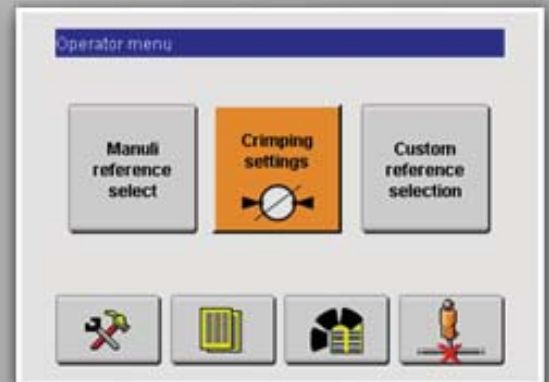 Operator menu
Manuli
reference
select
Crimping
settings
Custom
reference
selection